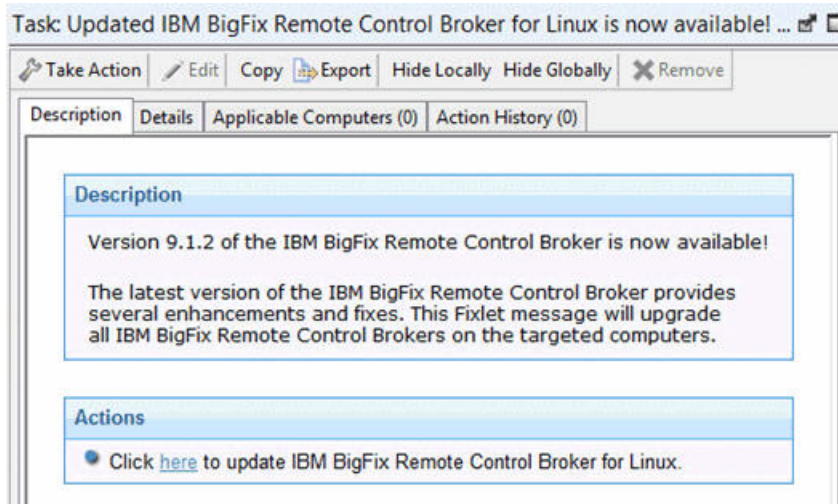 Task: Updated IBM BigFix Remote Control Broker for Linux is now available! ...
Take Action Edit Copy Export Hide Locally Hide Globally Remove
Description Details Applicable Computers (0) Action History (0)
Description
Version 9.1.2 of the IBM BigFix Remote Control Broker is now available!
The latest version of the IBM BigFix Remote Control Broker provides
several enhancements and fixes. This Fixlet message will upgrade
all IBM BigFix Remote Control Brokers on the targeted computers.
Actions
Click here to update IBM BigFix Remote Control Broker for Linux.